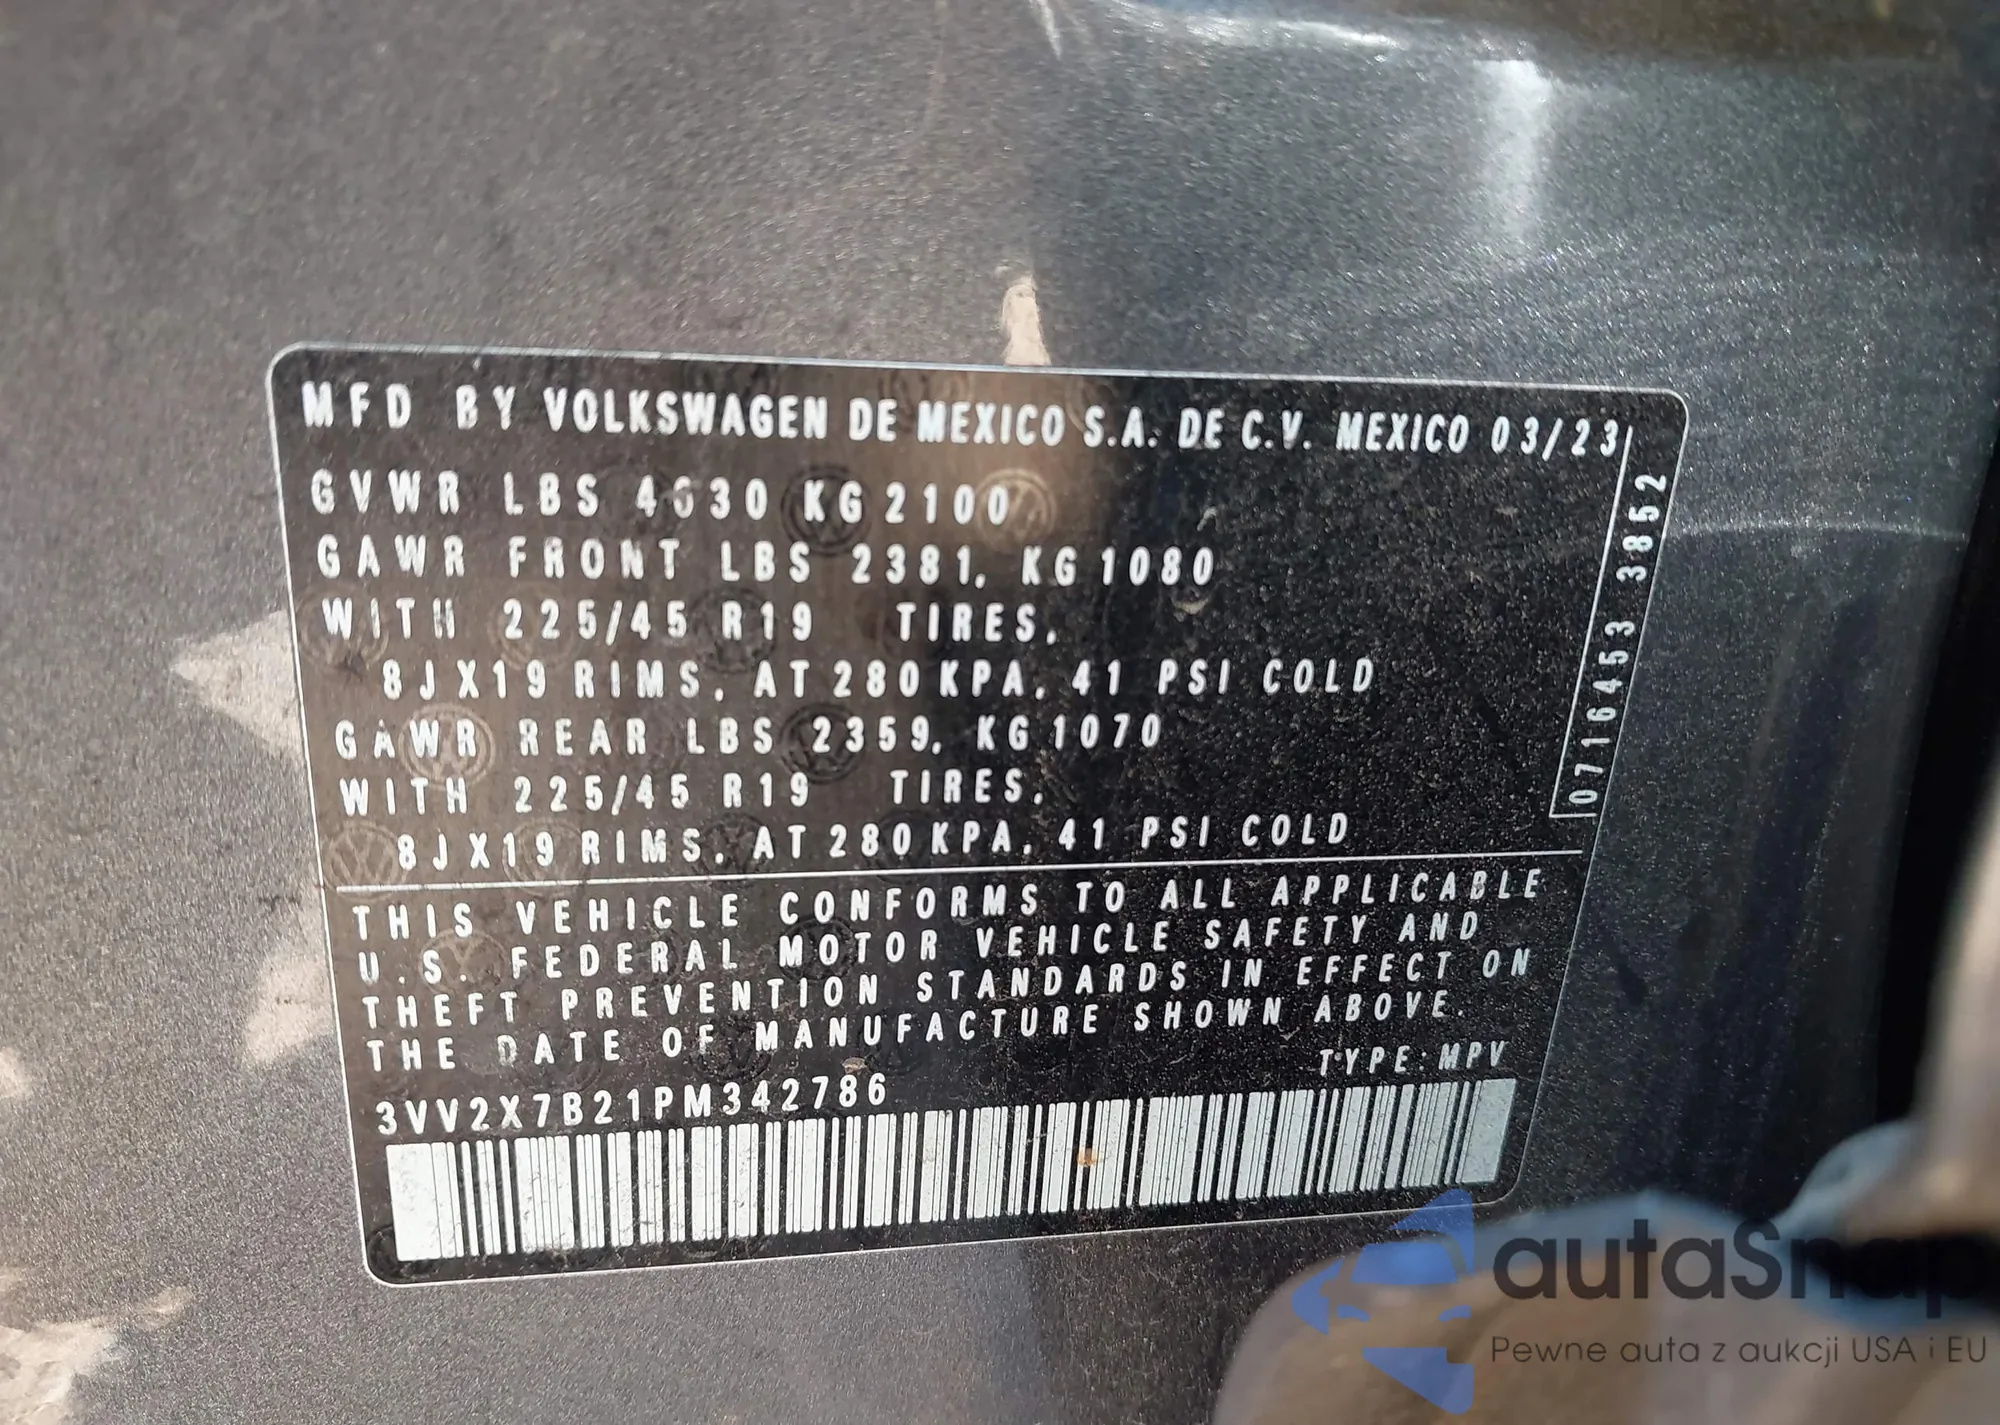 MFD BY VOLKSWAGEN DE MEXICO S.A. DE C.V. MEXICO 03/23
GVWR LBS 4630 KG 2100
GAWR FRONT LBS 2381, KG 1080
WITH 225/45 R19 TIRES,
8JX19 RIMS, AT 280 KPA, 41 PSI COLD
GAWR REAR LBS 2359, KG 1070
WITH 225/45 R19 TIRES,
8JX19 RIMS, AT 280 KPA, 41 PSI COLD
0716453 3852
THIS VEHICLE CONFORMS TO ALL APPLICABLE
U.S. FEDERAL MOTOR VEHICLE SAFETY AND
THEFT PREVENTION STANDARDS IN EFFECT ON
THE DATE OF MANUFACTURE SHOWN ABOVE.
TYPE: MPV
3VV2X7B21PM342786
autaSnap
Pewne auta z aukcji USA i EU